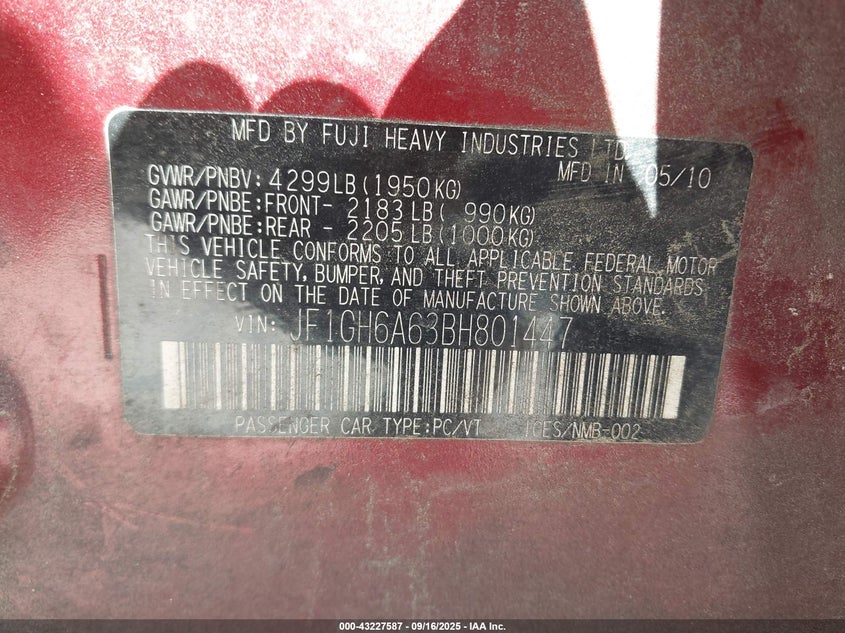 MFD BY FUJI HEAVY INDUSTRIES LTD
MFD IN 05/10
GVWR/PNBV: 4299LB(1950KG)
GAWR/PNBE:FRONT- 2183LB( 990KG)
GAWR/PNBE:REAR - 2205LB(1000KG)
THIS VEHICLE CONFORMS TO ALL APPLICABLE FEDERAL MOTOR
VEHICLE SAFETY, BUMPER, AND THEFT PREVENTION STANDARDS
IN EFFECT ON THE DATE OF MANUFACTURE SHOWN ABOVE.
VIN: JF1GH6A63BH801447
PASSENGER CAR TYPE:PC/VT ICES/NMB-002
000-43227587 - 09/16/2025 - IAA Inc.